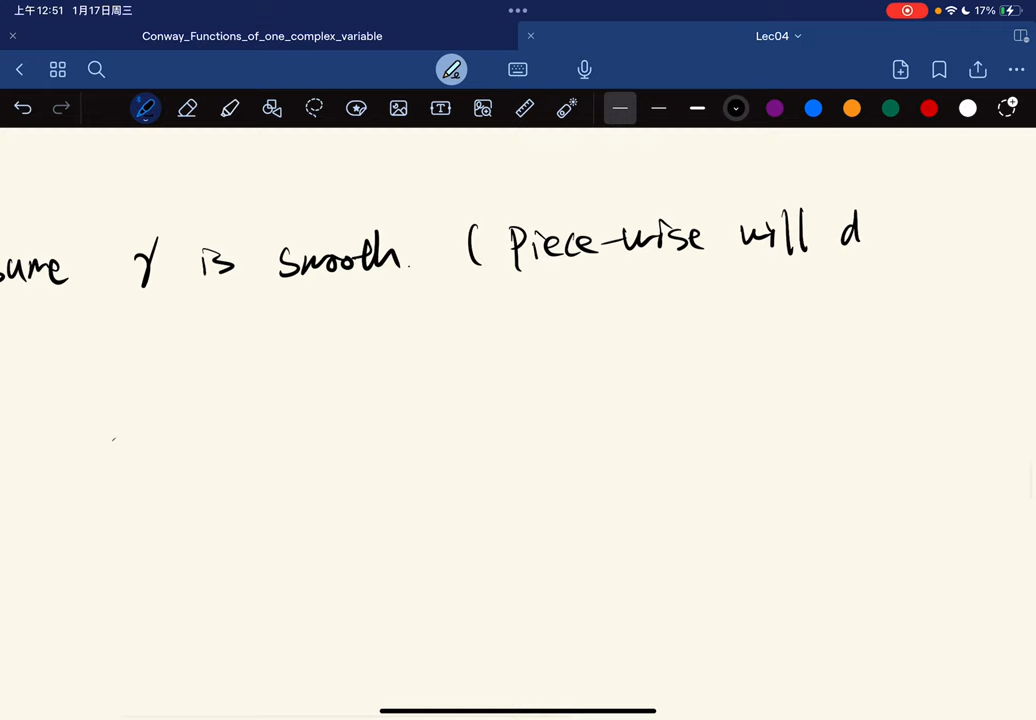 上午12:51 1月17日周三
17%
Conway_Functions_of_one_complex_variable
Lec04
sume γ is smooth. ( piece-wise will d